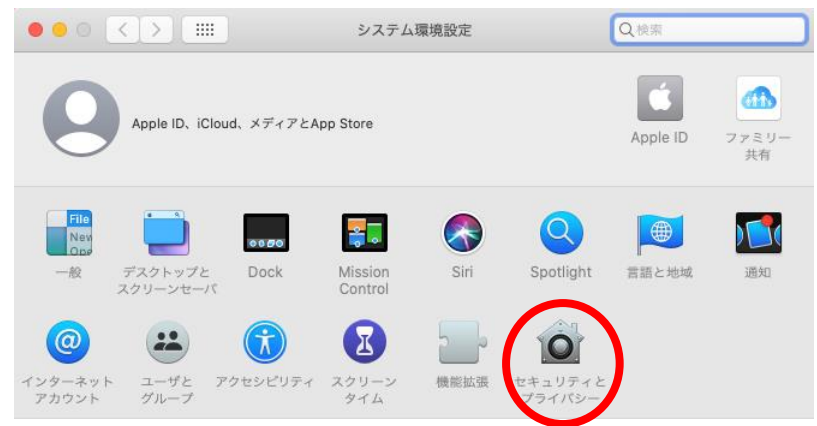 システム環境設定
検索
Apple ID、iCloud、メディアとApp Store
Apple ID
ファミリー
共有
File
New
Ope
一般
デスクトップと
スクリーンセーバ
Dock
Mission
Control
Siri
Spotlight
言語と地域
通知
インターネット
アカウント
ユーザと
グループ
アクセシビリティ
スクリーン
タイム
機能拡張
セキュリティと
プライバシー